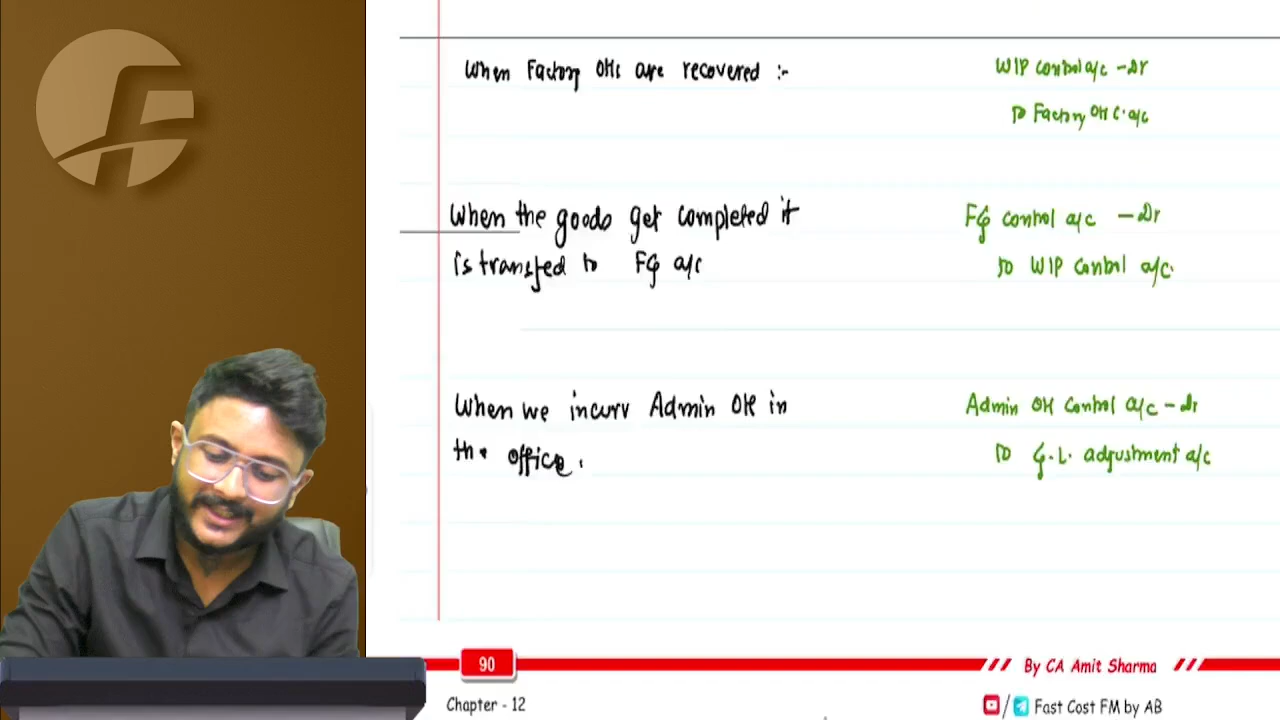 When Factory OHs are recovered :-
WIP control a/c - Dr
To Factory OH C. a/c
When the goods get completed it
is transfed to FG a/c
FG control a/c - Dr
To WIP control a/c.
When we incurr Admin OH in
the office.
Admin OH control a/c - Dr
To G.L. adjustment a/c
90
By CA Amit Sharma
Chapter - 12
/ Fast Cost FM by AB